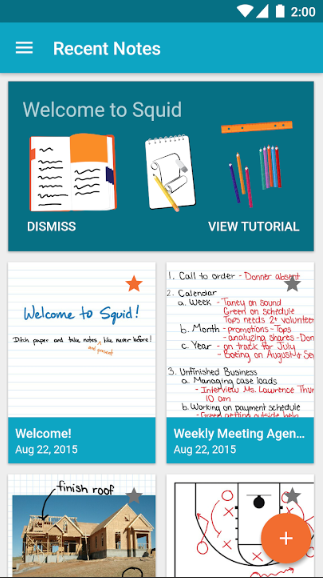 2:00
Recent Notes
Welcome to Squid
DISMISS
VIEW TUTORIAL
Welcome to Squid!
Ditch paper and take notes like never before!
and pencil
Welcome!
Aug 22, 2015
1. Call to order - Donner absent
2. Calendar
a. Week - Taney on sound
Green on schedule
Tops needs 2+ volunteer
b. Month - promotions - Tops
- analyzing shares - Don
c. Year - on track for July
- Boeing on August & Se
3. Unfinished Business
a. Managing case loads
- Interview Ms. Lawrence Thur
10 am
b. Working on payment schedule
- Green getting outside help
Weekly Meeting Agen...
Aug 22, 2015
finish roof